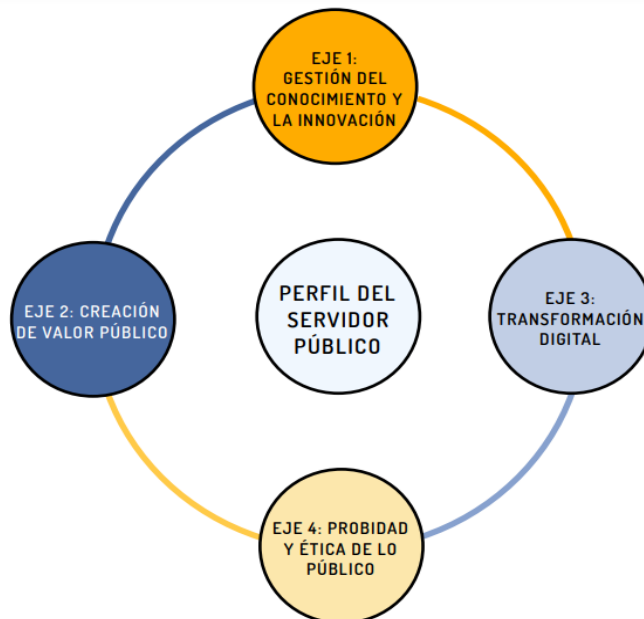 EJE 1:
GESTIÓN DEL
CONOCIMIENTO Y
LA INNOVACIÓN
EJE 2: CREACIÓN
DE VALOR PÚBLICO
PERFIL DEL
SERVIDOR
PÚBLICO
EJE 3:
TRANSFORMACIÓN
DIGITAL
EJE 4: PROBIDAD
Y ÉTICA DE LO
PÚBLICO